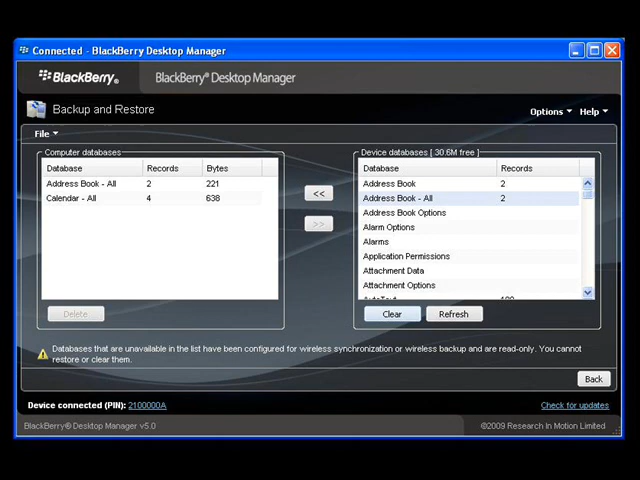 Connected - BlackBerry Desktop Manager
BlackBerry® BlackBerry® Desktop Manager
Backup and Restore Options Help
File
Computer databases Device databases [ 30.6M free ]
Database Records Bytes Database Records
Address Book - All 2 221 Address Book 2
Calendar - All 4 638 Address Book - All 2
<< Address Book Options
Alarm Options
>> Alarms
Application Permissions
Attachment Data
Attachment Options
Delete Clear Refresh
Databases that are unavailable in the list have been configured for wireless synchronization or wireless backup and are read-only. You cannot
restore or clear them.
Back
Device connected (PIN): 2100000A Check for updates
BlackBerry® Desktop Manager v5.0 ©2009 Research In Motion Limited